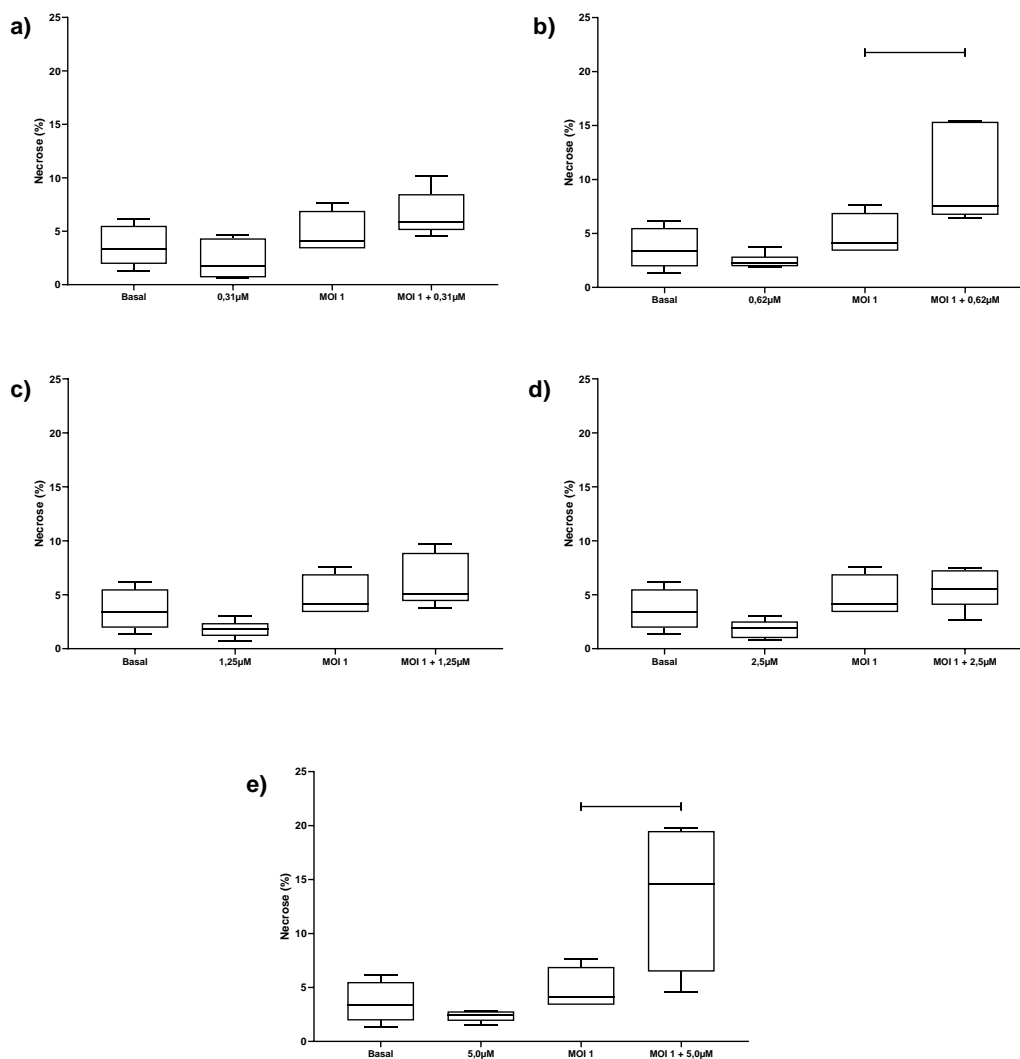 a)
Necrose (%)
25
20
15
10
5
0
Basal 0,31µM MOI 1 MOI 1 + 0,31µM
b)
Necrose (%)
25
20
15
10
5
0
Basal 0,62µM MOI 1 MOI 1 + 0,62µM
c)
Necrose (%)
25
20
15
10
5
0
Basal 1,25µM MOI 1 MOI 1 + 1,25µM
d)
Necrose (%)
25
20
15
10
5
0
Basal 2,5µM MOI 1 MOI 1 + 2,5µM
e)
Necrose (%)
25
20
15
10
5
0
Basal 5,0µM MOI 1 MOI 1 + 5,0µM